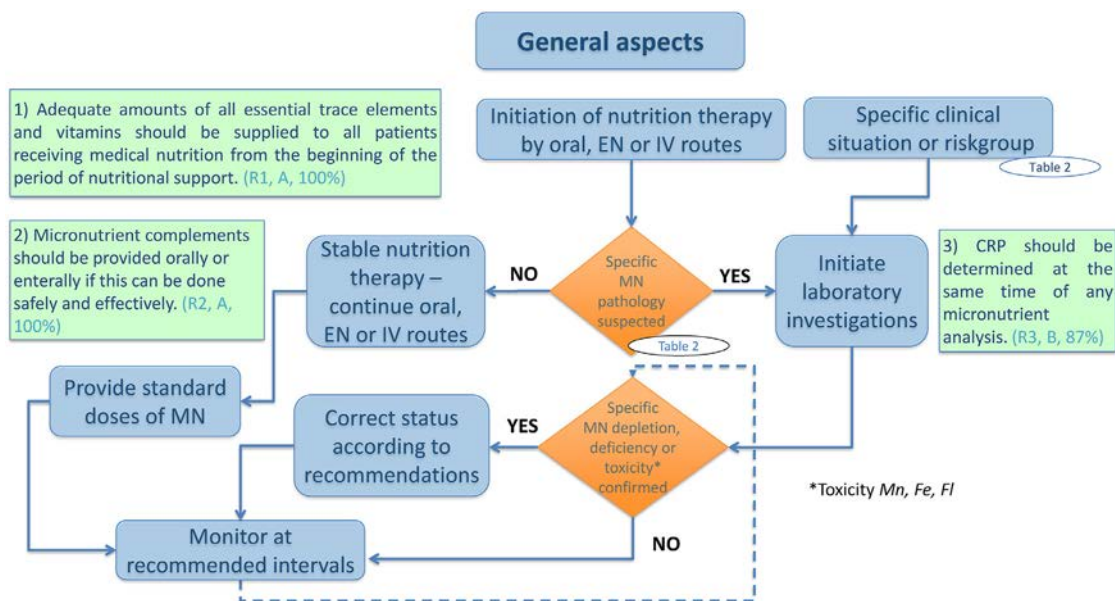 General aspects
1) Adequate amounts of all essential trace elements
and vitamins should be supplied to all patients
receiving medical nutrition from the beginning of the
period of nutritional support. (R1, A, 100%)
Initiation of nutrition therapy
by oral, EN or IV routes
Specific clinical
situation or riskgroup
Table 2
2) Micronutrient complements
should be provided orally or
enterally if this can be done
safely and effectively. (R2, A,
100%)
Stable nutrition
therapy –
continue oral,
EN or IV routes
NO
Specific
MN
pathology
suspected
Table 2
YES
Initiate
laboratory
investigations
3) CRP should be
determined at the
same time of any
micronutrient
analysis. (R3, B, 87%)
Provide standard
doses of MN
Correct status
according to
recommendations
YES
Specific
MN depletion,
deficiency or
toxicity*
confirmed
*Toxicity Mn, Fe, Fl
NO
Monitor at
recommended intervals